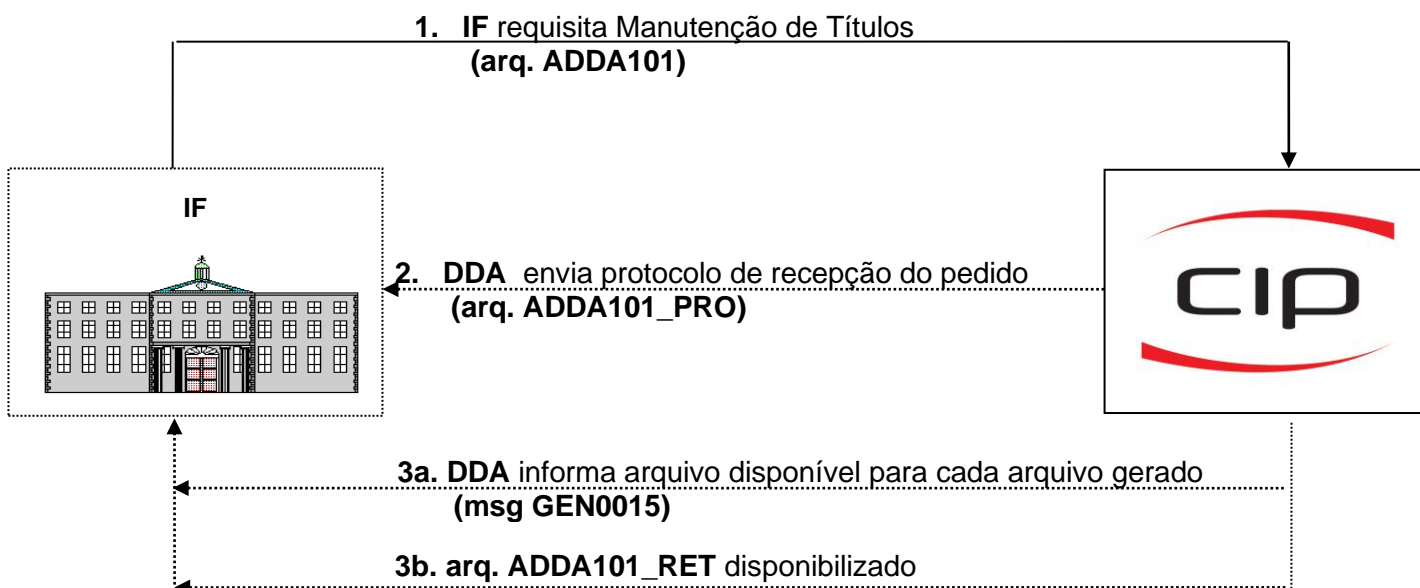 1. IF requisita Manutenção de Títulos
(arq. ADDA101)
IF
cip
2. DDA envia protocolo de recepção do pedido
(arq. ADDA101_PRO)
3a. DDA informa arquivo disponível para cada arquivo gerado
(msg GEN0015)
3b. arq. ADDA101_RET disponibilizado